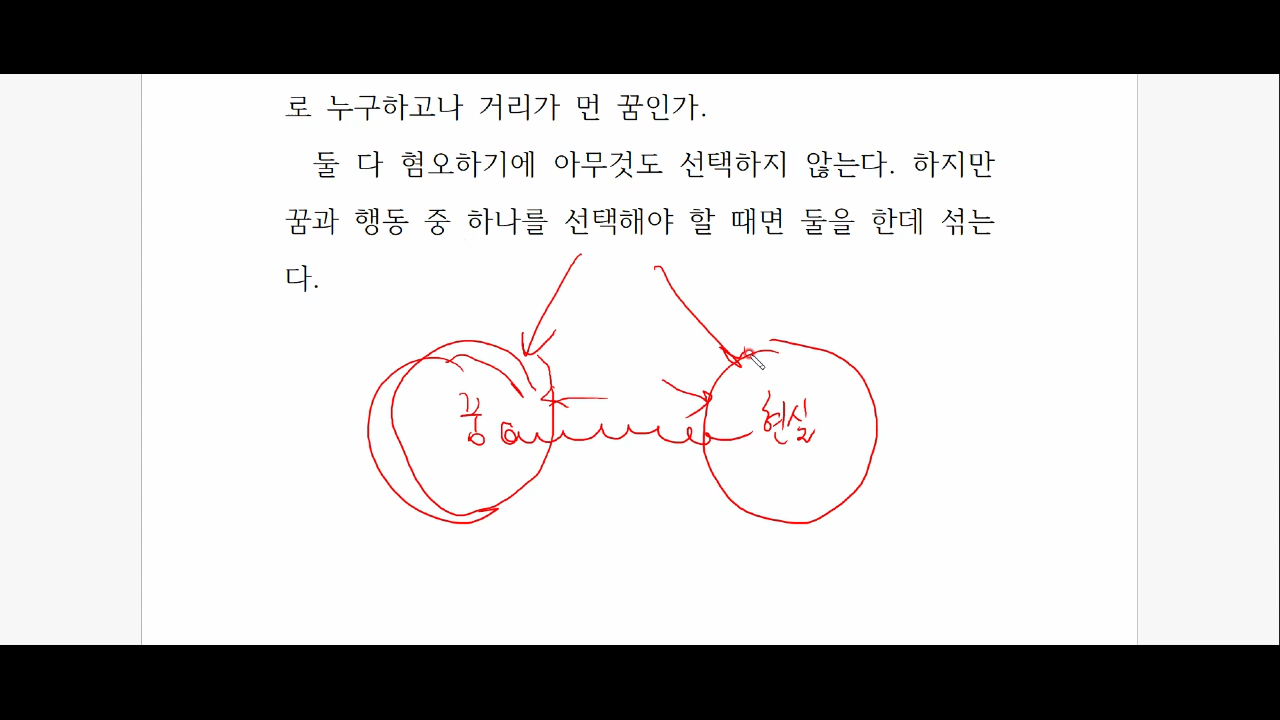 로 누구하고나 거리가 먼 꿈인가.
둘 다 혐오하기에 아무것도 선택하지 않는다. 하지만
꿈과 행동 중 하나를 선택해야 할 때면 둘을 한데 섞는
다.
꿈 현실